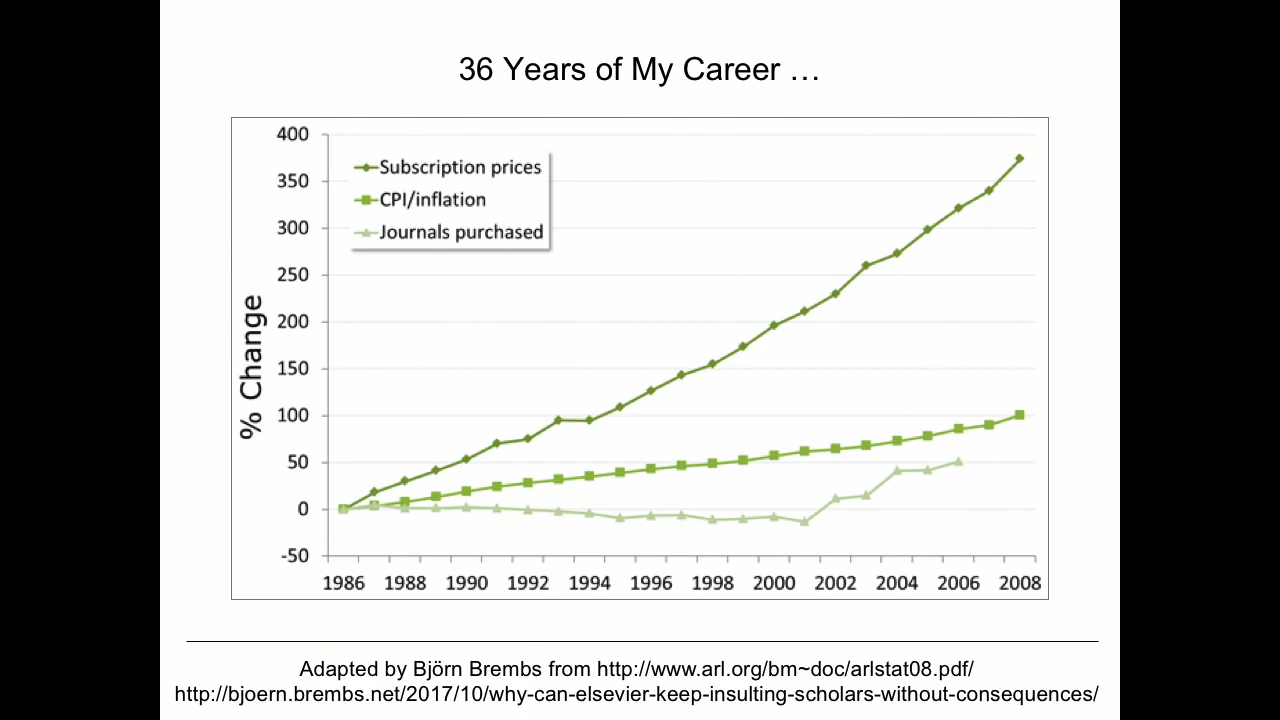 36 Years of My Career …
400
350
300
250
200
150
100
50
0
-50
% Change
Subscription prices
CPI/inflation
Journals purchased
1986 1988 1990 1992 1994 1996 1998 2000 2002 2004 2006 2008
Adapted by Björn Brembs from http://www.arl.org/bm~doc/arlstat08.pdf/
http://bjoern.brembs.net/2017/10/why-can-elsevier-keep-insulting-scholars-without-consequences/